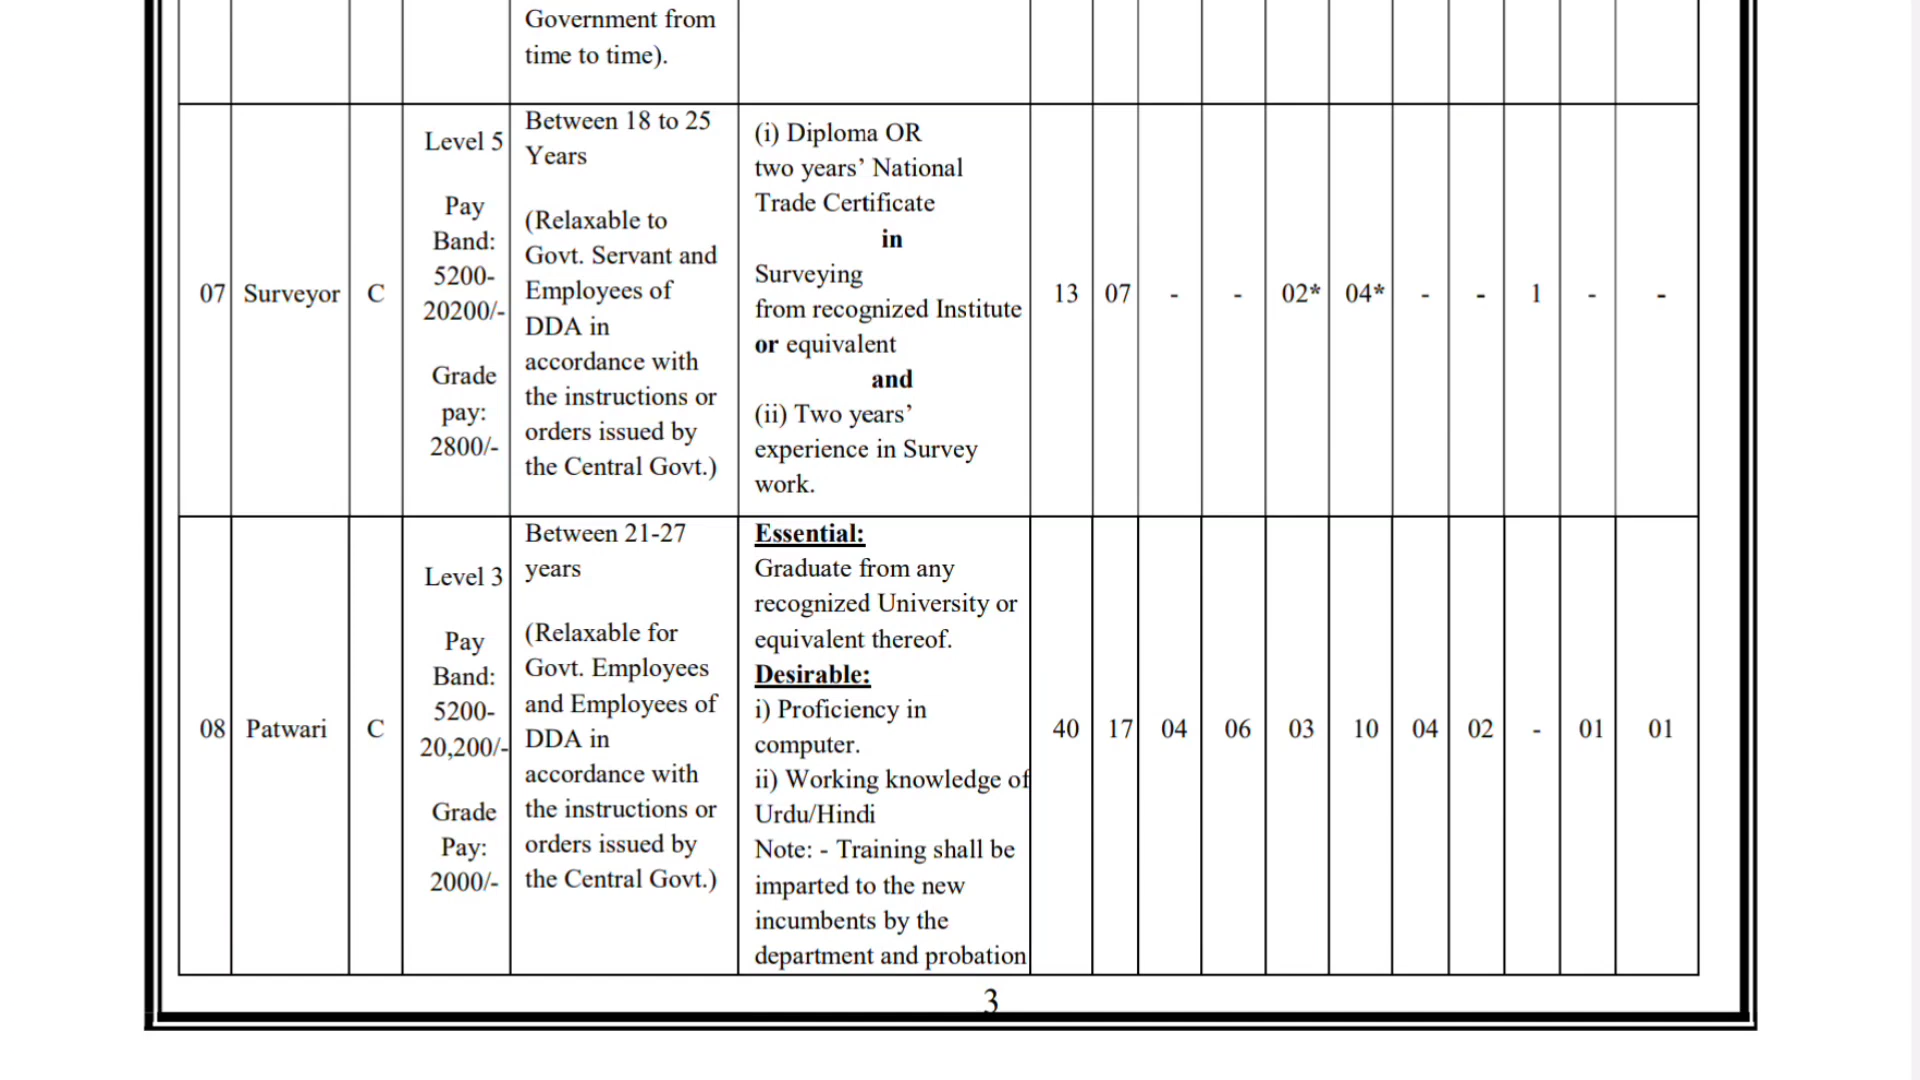 Government from
time to time).
07
Surveyor
C
Level 5
Pay
Band:
5200-
20200/-
Grade
pay:
2800/-
Between 18 to 25
Years
(Relaxable to
Govt. Servant and
Employees of
DDA in
accordance with
the instructions or
orders issued by
the Central Govt.)
(i) Diploma OR
two years’ National
Trade Certificate
in
Surveying
from recognized Institute
or equivalent
and
(ii) Two years’
experience in Survey
work.
13 07 - - 02* 04* - - 1 - -
08
Patwari
C
Level 3
Pay
Band:
5200-
20,200/-
Grade
Pay:
2000/-
Between 21-27
years
(Relaxable for
Govt. Employees
and Employees of
DDA in
accordance with
the instructions or
orders issued by
the Central Govt.)
Essential:
Graduate from any
recognized University or
equivalent thereof.
Desirable:
i) Proficiency in
computer.
ii) Working knowledge of
Urdu/Hindi
Note: - Training shall be
imparted to the new
incumbents by the
department and probation
40 17 04 06 03 10 04 02 - 01 01
3